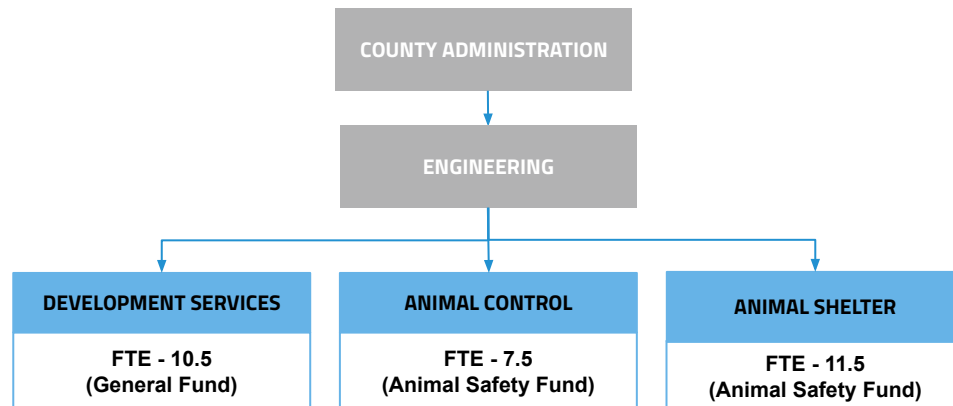 COUNTY ADMINISTRATION
ENGINEERING
DEVELOPMENT SERVICES
FTE - 10.5
(General Fund)
ANIMAL CONTROL
FTE - 7.5
(Animal Safety Fund)
ANIMAL SHELTER
FTE - 11.5
(Animal Safety Fund)